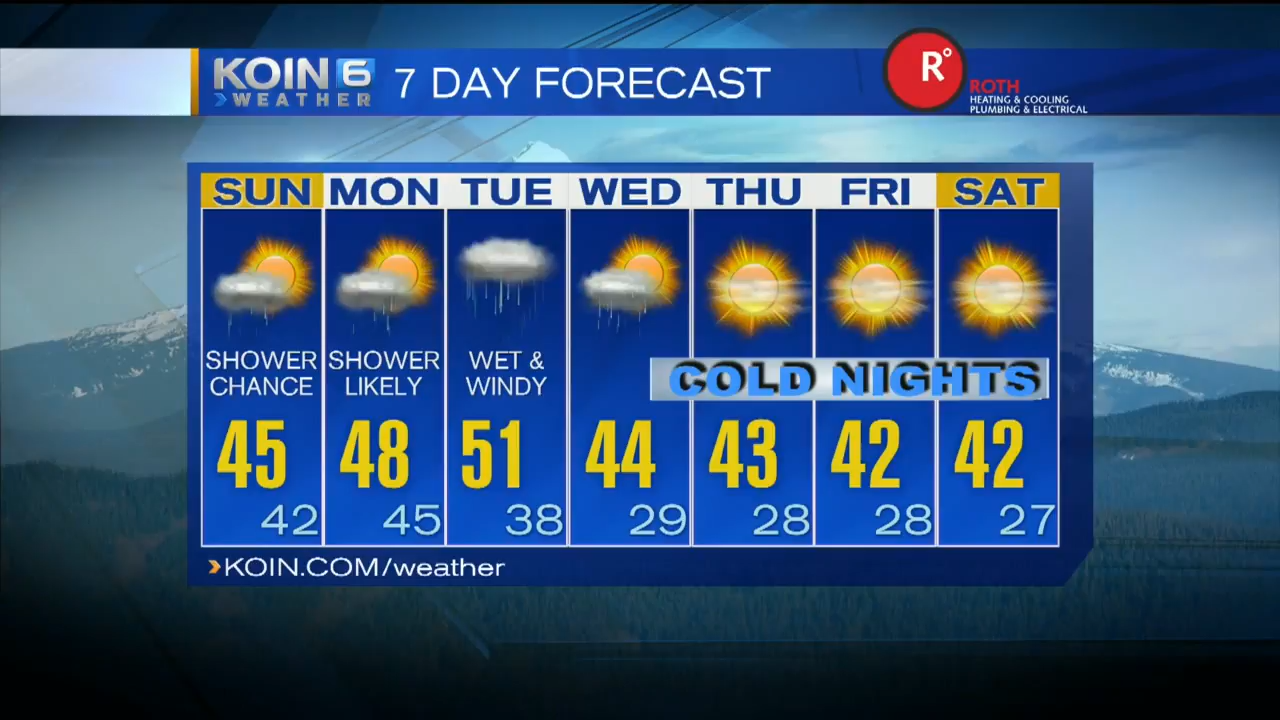 KOIN 6
WEATHER
7 DAY FORECAST
R°
ROTH
HEATING & COOLING
PLUMBING & ELECTRICAL
SUN MON TUE WED THU FRI SAT
SHOWER CHANCE
SHOWER LIKELY
WET & WINDY
COLD NIGHTS
45 48 51 44 43 42 42
42 45 38 29 28 28 27
KOIN.COM/weather